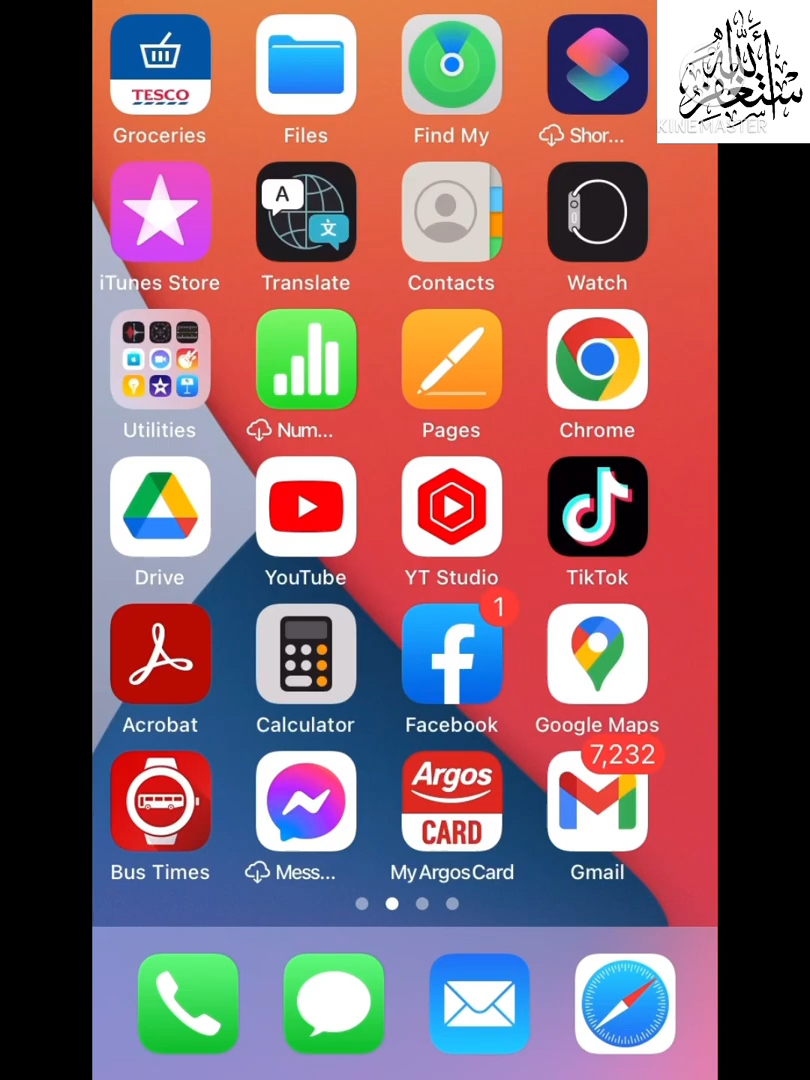 أستغفر الله
KINEMASTER
TESCO
Groceries Files Find My Shor...
A 文
iTunes Store Translate Contacts Watch
Utilities Num... Pages Chrome
Drive YouTube YT Studio TikTok
1
Acrobat Calculator Facebook Google Maps
7,232
Argos
CARD
Bus Times Mess... My Argos Card Gmail